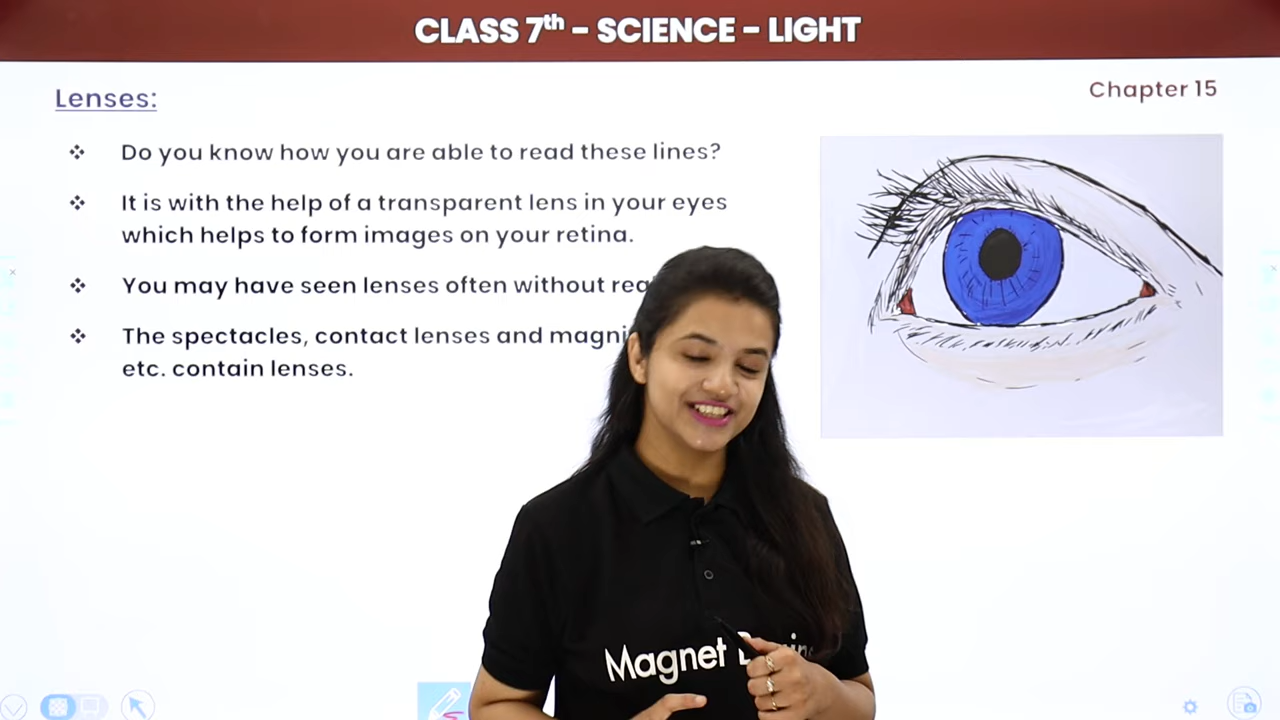 CLASS 7th - SCIENCE - LIGHT
Lenses:
Chapter 15
❖ Do you know how you are able to read these lines?
❖ It is with the help of a transparent lens in your eyes
which helps to form images on your retina.
❖ You may have seen lenses often without
❖ The spectacles, contact lenses and
etc. contain lenses.
Magnet